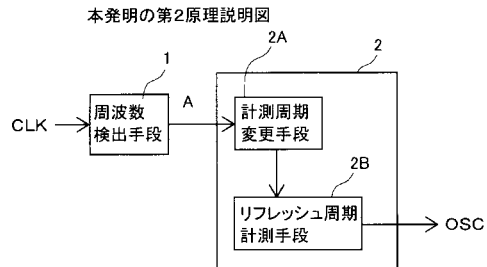 本発明の第2原理説明図
1
2A
2
CLK
周波数
検出手段
A
計測周期
変更手段
2B
リフレッシュ周期
計測手段
OSC